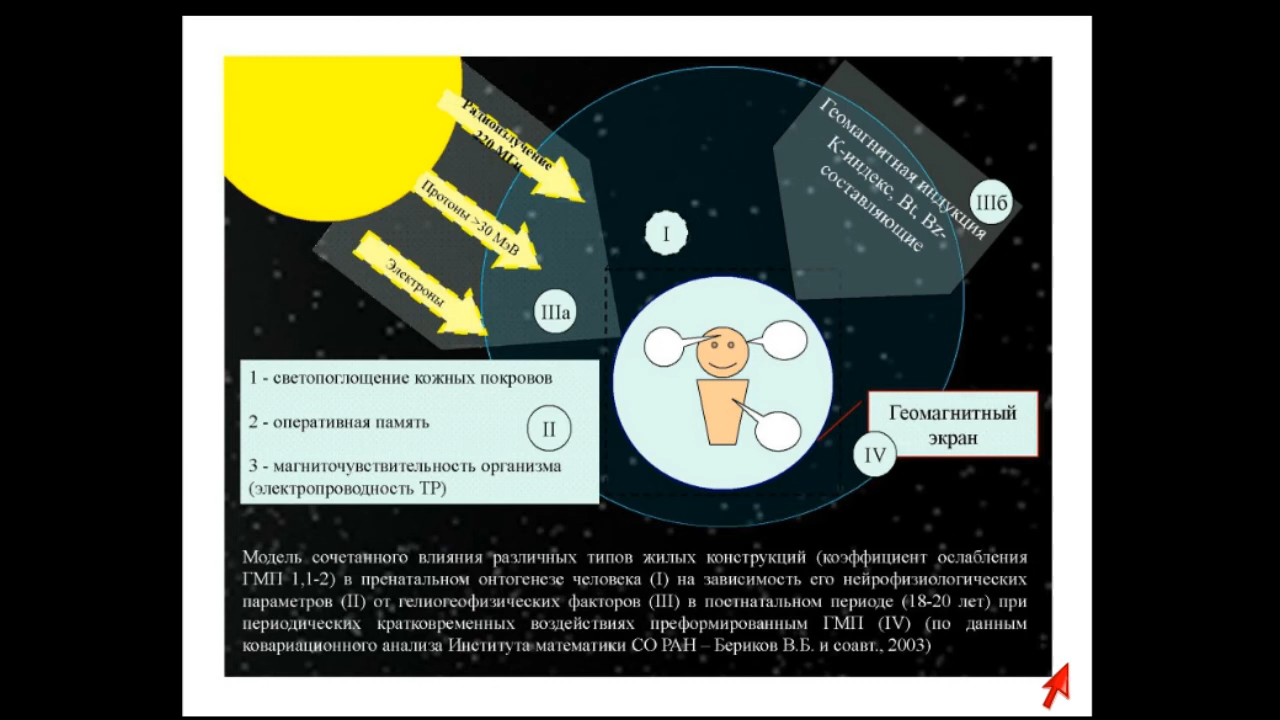 Радиоизлучение
220 МГц
Протоны >30 МэВ
Электроны
Геомагнитная индукция
К-индекс, Bt, Bz-
составляющие
IIIб
I
IIIа
1 - светопоглощение кожных покровов
2 - оперативная память
II
3 - магниточувствительность организма
(электропроводность ТР)
Геомагнитный
экран
IV
Модель сочетанного влияния различных типов жилых конструкций (коэффициент ослабления
ГМП 1,1-2) в пренатальном онтогенезе человека (I) на зависимость его нейрофизиологических
параметров (II) от гелиогеофизических факторов (III) в постнатальном периоде (18-20 лет) при
периодических кратковременных воздействиях преформированным ГМП (IV) (по данным
ковариационного анализа Института математики СО РАН – Бериков В.Б. и соавт., 2003)